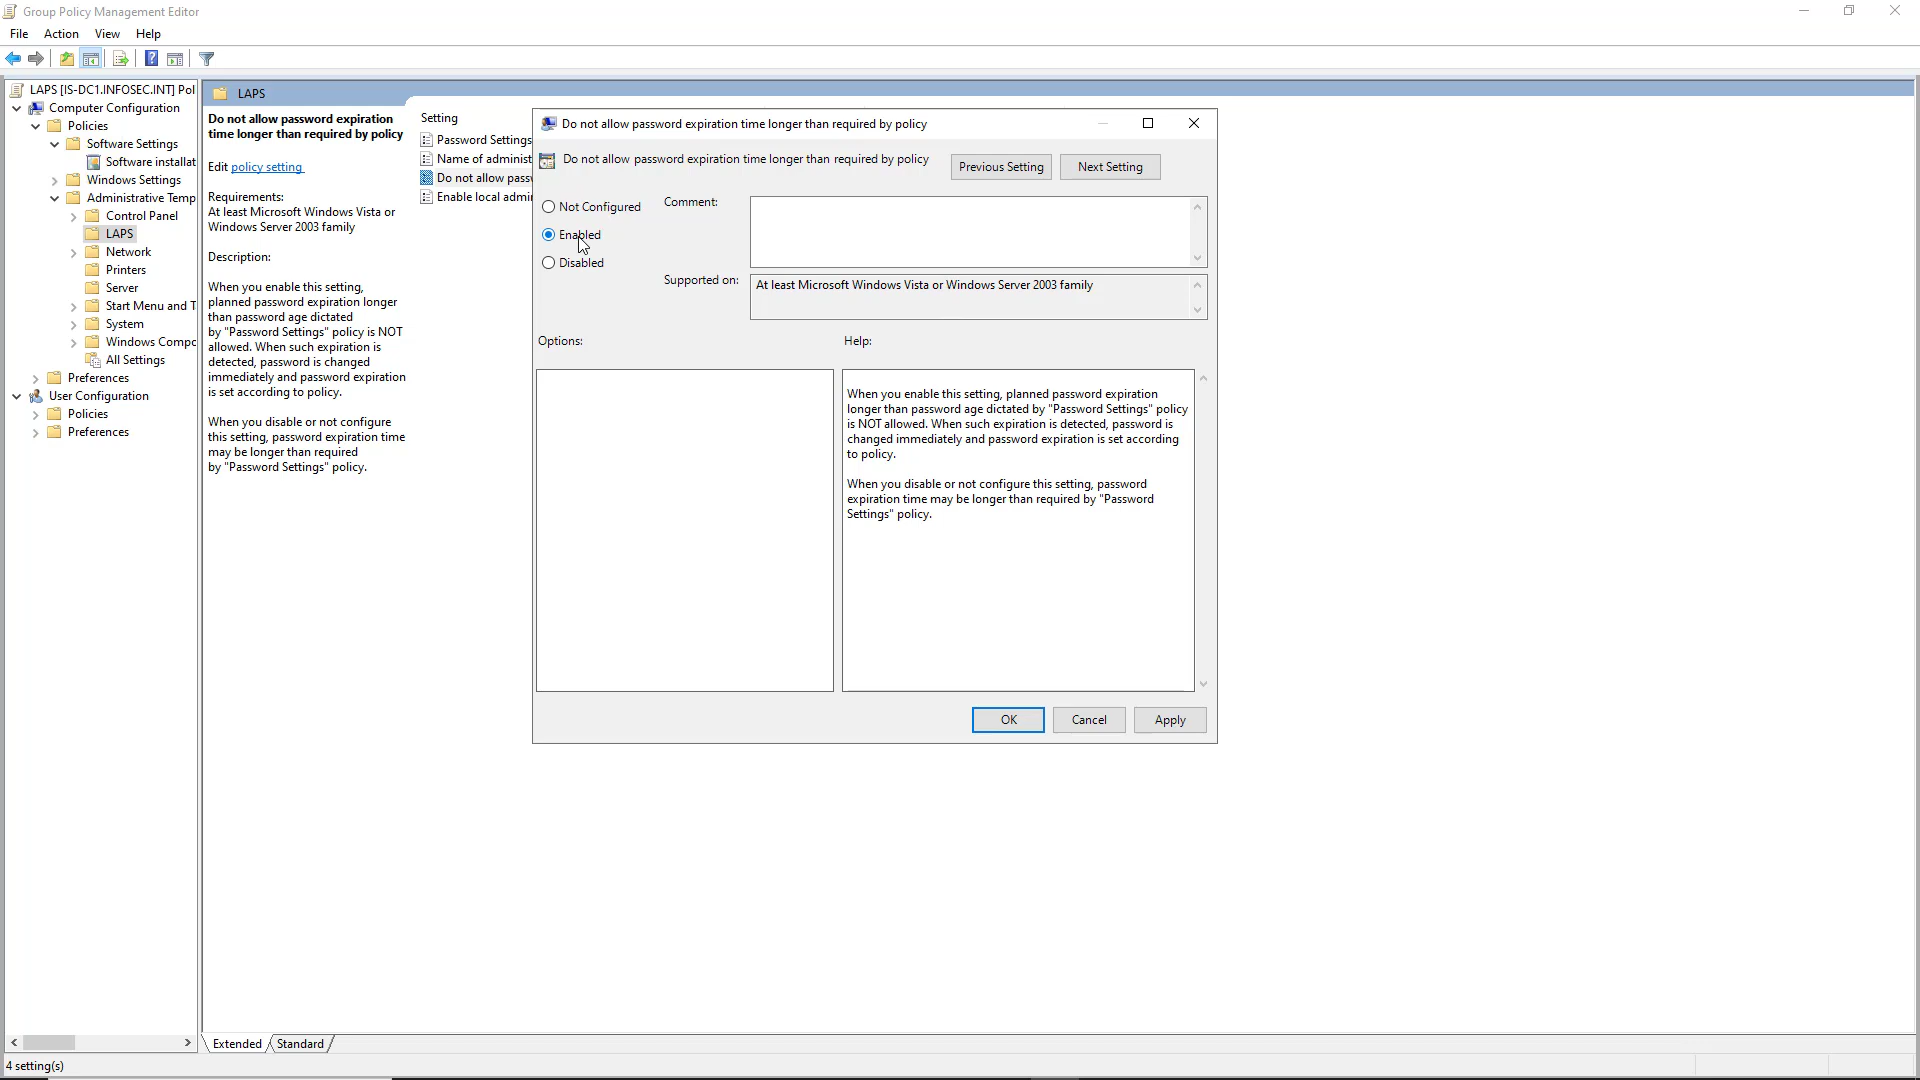 Group Policy Management Editor
File Action View Help
LAPS [IS-DC1.INFOSEC.INT] Pol
Computer Configuration
Policies
Software Settings
Software installat
Windows Settings
Administrative Temp
Control Panel
LAPS
Network
Printers
Server
Start Menu and T
System
Windows Compo
All Settings
Preferences
User Configuration
Policies
Preferences
LAPS
Do not allow password expiration
time longer than required by policy
Edit policy setting
Requirements:
At least Microsoft Windows Vista or
Windows Server 2003 family
Description:
When you enable this setting,
planned password expiration longer
than password age dictated
by "Password Settings" policy is NOT
allowed. When such expiration is
detected, password is changed
immediately and password expiration
is set according to policy.
When you disable or not configure
this setting, password expiration time
may be longer than required
by "Password Settings" policy.
Setting
Password Settings
Name of administ
Do not allow passw
Enable local admir
Do not allow password expiration time longer than required by policy
Do not allow password expiration time longer than required by policy
Previous Setting
Next Setting
Not Configured
Enabled
Disabled
Comment:
Supported on:
At least Microsoft Windows Vista or Windows Server 2003 family
Options:
Help:
When you enable this setting, planned password expiration
longer than password age dictated by "Password Settings" policy
is NOT allowed. When such expiration is detected, password is
changed immediately and password expiration is set according
to policy.
When you disable or not configure this setting, password
expiration time may be longer than required by "Password
Settings" policy.
OK
Cancel
Apply
Extended
Standard
4 setting(s)